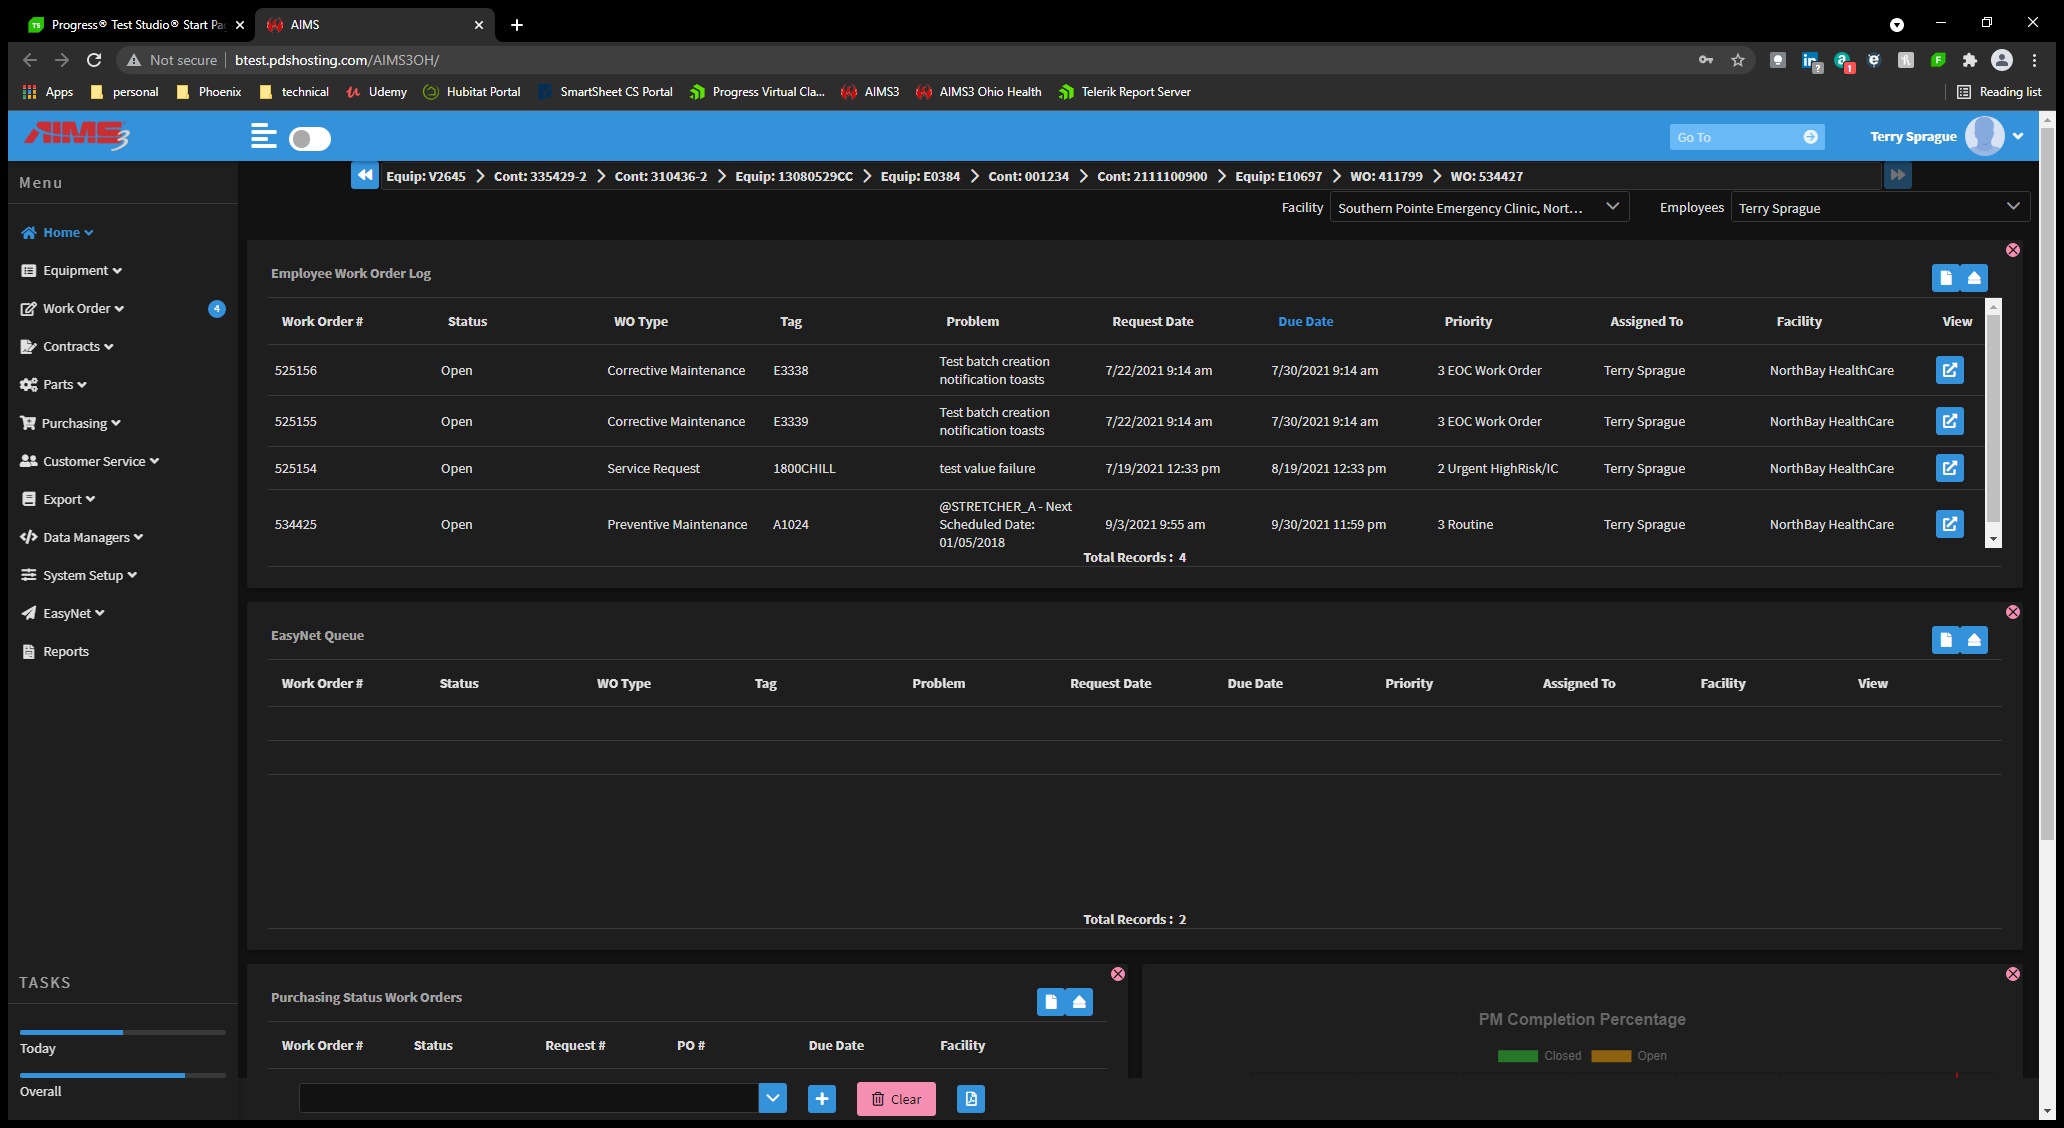 Progress® Test Studio® Start Pa
AIMS
Not secure
btest.pdshosting.com/AIMS3OH/
Apps
personal
Phoenix
technical
Udemy
Hubitat Portal
SmartSheet CS Portal
Progress Virtual Cla...
AIMS3
AIMS3 Ohio Health
Telerik Report Server
Reading list
AIMS3
Go To
Terry Sprague
Menu
Equip: V2645 > Cont: 335429-2 > Cont: 310436-2 > Equip: 13080529CC > Equip: E0384 > Cont: 001234 > Cont: 2111100900 > Equip: E10697 > WO: 411799 > WO: 534427
Facility Southern Pointe Emergency Clinic, Nort...
Employees Terry Sprague
Home
Equipment
Work Order 4
Contracts
Parts
Purchasing
Customer Service
Export
Data Managers
System Setup
EasyNet
Reports
TASKS
Today
Overall
Employee Work Order Log
Work Order # Status WO Type Tag Problem Request Date Due Date Priority Assigned To Facility View
525156 Open Corrective Maintenance E3338 Test batch creation notification toasts 7/22/2021 9:14 am 7/30/2021 9:14 am 3 EOC Work Order Terry Sprague NorthBay HealthCare
525155 Open Corrective Maintenance E3339 Test batch creation notification toasts 7/22/2021 9:14 am 7/30/2021 9:14 am 3 EOC Work Order Terry Sprague NorthBay HealthCare
525154 Open Service Request 1800CHILL test value failure 7/19/2021 12:33 pm 8/19/2021 12:33 pm 2 Urgent HighRisk/IC Terry Sprague NorthBay HealthCare
534425 Open Preventive Maintenance A1024 @STRETCHER_A - Next Scheduled Date: 01/05/2018 9/3/2021 9:55 am 9/30/2021 11:59 pm 3 Routine Terry Sprague NorthBay HealthCare
Total Records : 4
EasyNet Queue
Work Order # Status WO Type Tag Problem Request Date Due Date Priority Assigned To Facility View
Total Records : 2
Purchasing Status Work Orders
Work Order # Status Request # PO # Due Date Facility
PM Completion Percentage
Closed Open
Clear